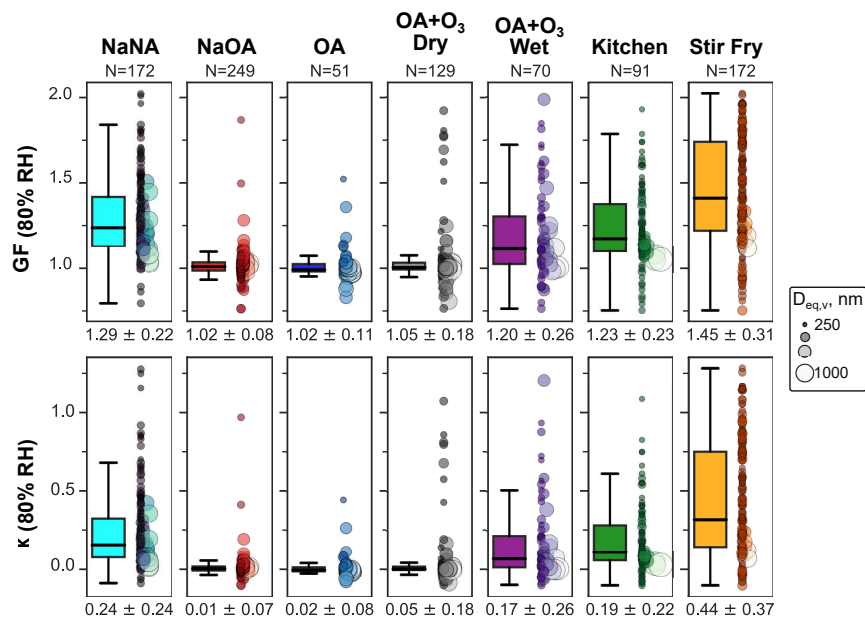 NaNA NaOA OA OA+O3 Dry OA+O3 Wet Kitchen Stir Fry
N=172 N=249 N=51 N=129 N=70 N=91 N=172
GF (80% RH)
2.0
1.5
1.0
1.29 ± 0.22 1.02 ± 0.08 1.02 ± 0.11 1.05 ± 0.18 1.20 ± 0.26 1.23 ± 0.23 1.45 ± 0.31
κ (80% RH)
1.0
0.5
0.0
0.24 ± 0.24 0.01 ± 0.07 0.02 ± 0.08 0.05 ± 0.18 0.17 ± 0.26 0.19 ± 0.22 0.44 ± 0.37
Deq,v, nm
250
1000